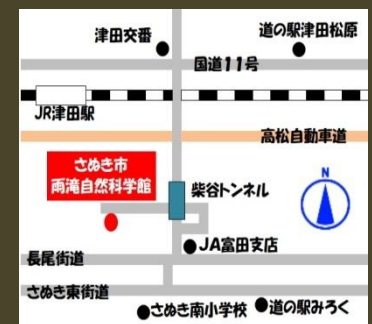 津田交番
道の駅津田松原
国道11号
JR津田駅
高松自動車道
さぬき市
雨滝自然科学館
柴谷トンネル
N
JA富田支店
長尾街道
さぬき東街道
さぬき南小学校
道の駅みろく